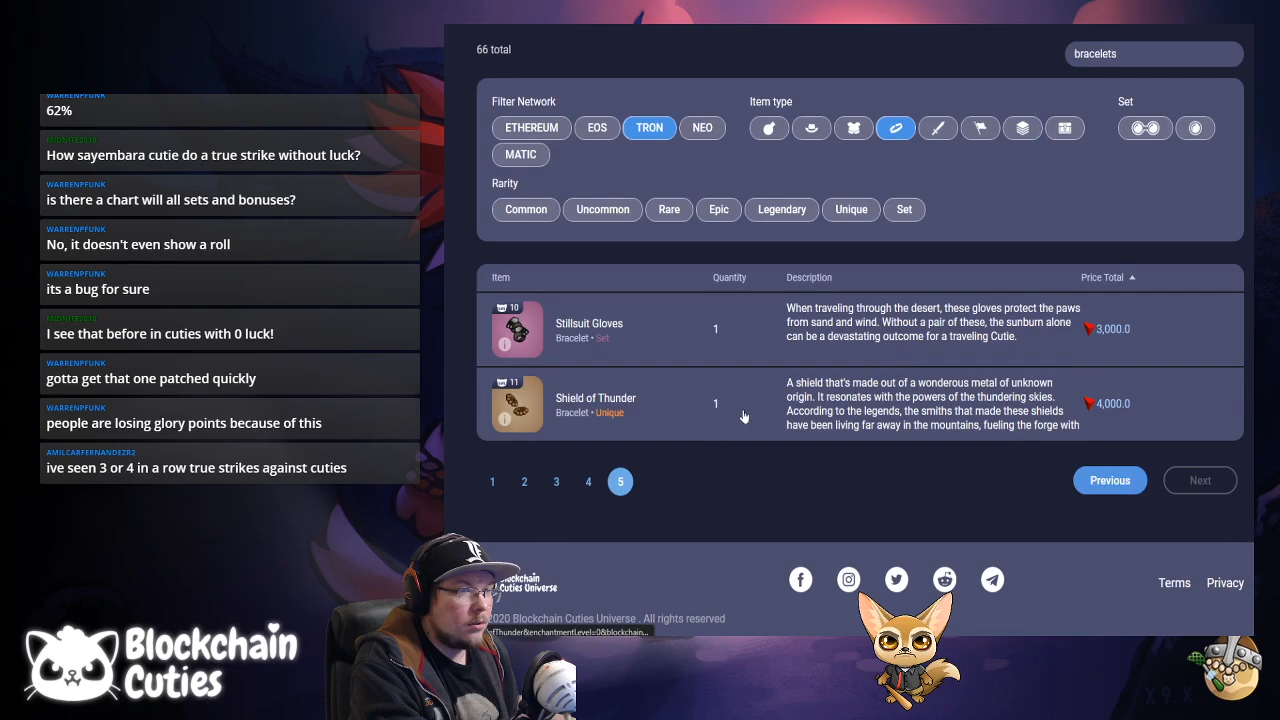 WARRENPFUNK
62%
MIDNITE2010
How sayembara cutie do a true strike without luck?
WARRENPFUNK
is there a chart will all sets and bonuses?
WARRENPFUNK
No, it doesn't even show a roll
WARRENPFUNK
its a bug for sure
MIDNITE2010
I see that before in cuties with 0 luck!
WARRENPFUNK
gotta get that one patched quickly
WARRENPFUNK
people are losing glory points because of this
AMILCARFERNANDEZR2
ive seen 3 or 4 in a row true strikes against cuties
Blockchain
Cuties
66 total
bracelets
Filter Network
Item type
Set
ETHEREUM EOS TRON NEO
MATIC
Rarity
Common Uncommon Rare Epic Legendary Unique Set
Item Quantity Description Price Total
10
Stillsuit Gloves
Bracelet • Set
1
When traveling through the desert, these gloves protect the paws
from sand and wind. Without a pair of these, the sunburn alone
can be a devastating outcome for a traveling Cutie.
3,000.0
11
Shield of Thunder
Bracelet • Unique
1
A shield that's made out of a wonderous metal of unknown
origin. It resonates with the powers of the thundering skies.
According to the legends, the smiths that made these shields
have been living far away in the mountains, fueling the forge with
4,000.0
1 2 3 4 5
Previous Next
Blockchain
Cuties Universe
Terms Privacy
2020 Blockchain Cuties Universe . All rights reserved
ofThunder&enchantmentLevel=0&blockchain...